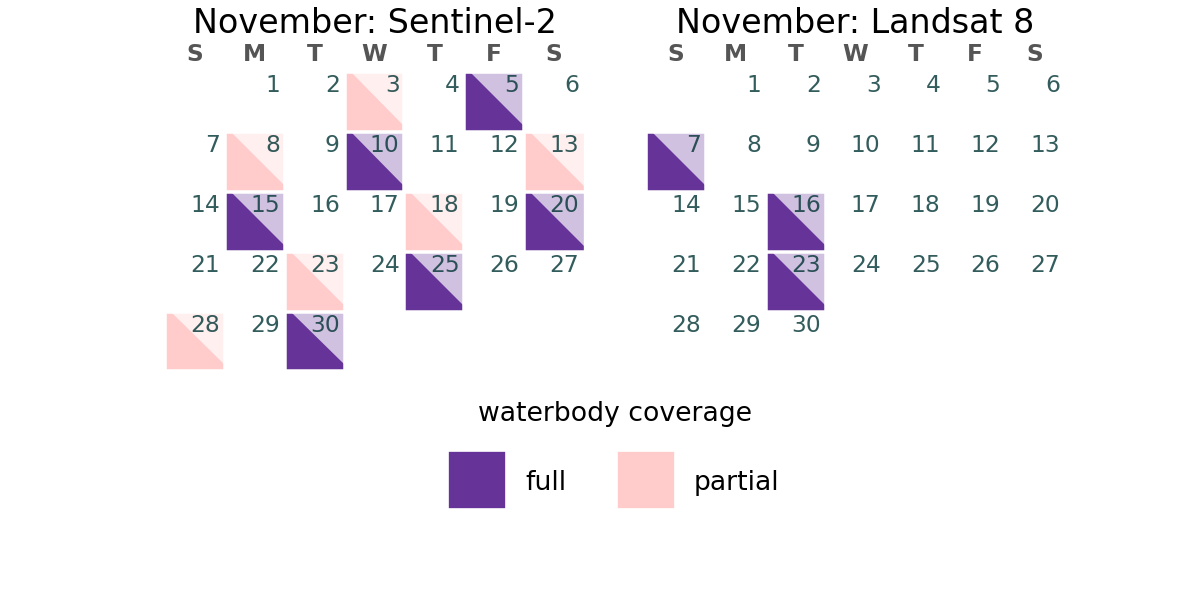 November: Sentinel-2
S M T W T F S
1 2 3 4 5 6
7 8 9 10 11 12 13
14 15 16 17 18 19 20
21 22 23 24 25 26 27
28 29 30
November: Landsat 8
S M T W T F S
1 2 3 4 5 6
7 8 9 10 11 12 13
14 15 16 17 18 19 20
21 22 23 24 25 26 27
28 29 30
waterbody coverage
full
partial